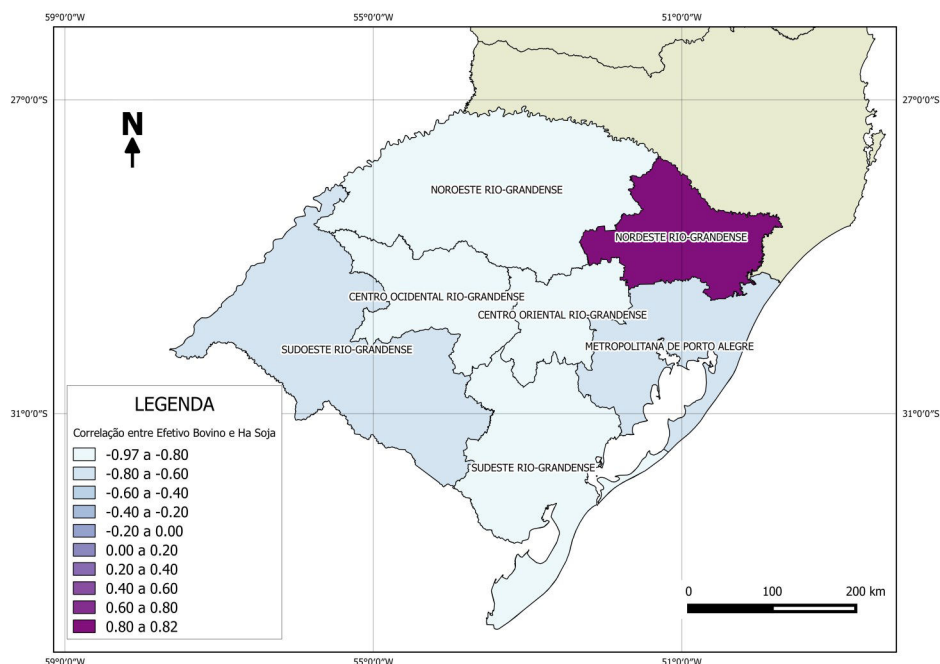 59°0'0"W 55°0'0"W 51°0'0"W
27°0'0"S 27°0'0"S
N
NOROESTE RIO-GRANDENSE
NORDESTE RIO-GRANDENSE
CENTRO OCIDENTAL RIO-GRANDENSE
CENTRO ORIENTAL RIO-GRANDENSE
SUDOESTE RIO-GRANDENSE
METROPOLITANA DE PORTO ALEGRE
31°0'0"S 31°0'0"S
SUDESTE RIO-GRANDENSE
LEGENDA
Correlação entre Efetivo Bovino e Ha Soja
-0.97 a -0.80
-0.80 a -0.60
-0.60 a -0.40
-0.40 a -0.20
-0.20 a 0.00
0.00 a 0.20
0.20 a 0.40
0.40 a 0.60
0.60 a 0.80
0.80 a 0.82
0 100 200 km
59°0'0"W 55°0'0"W 51°0'0"W